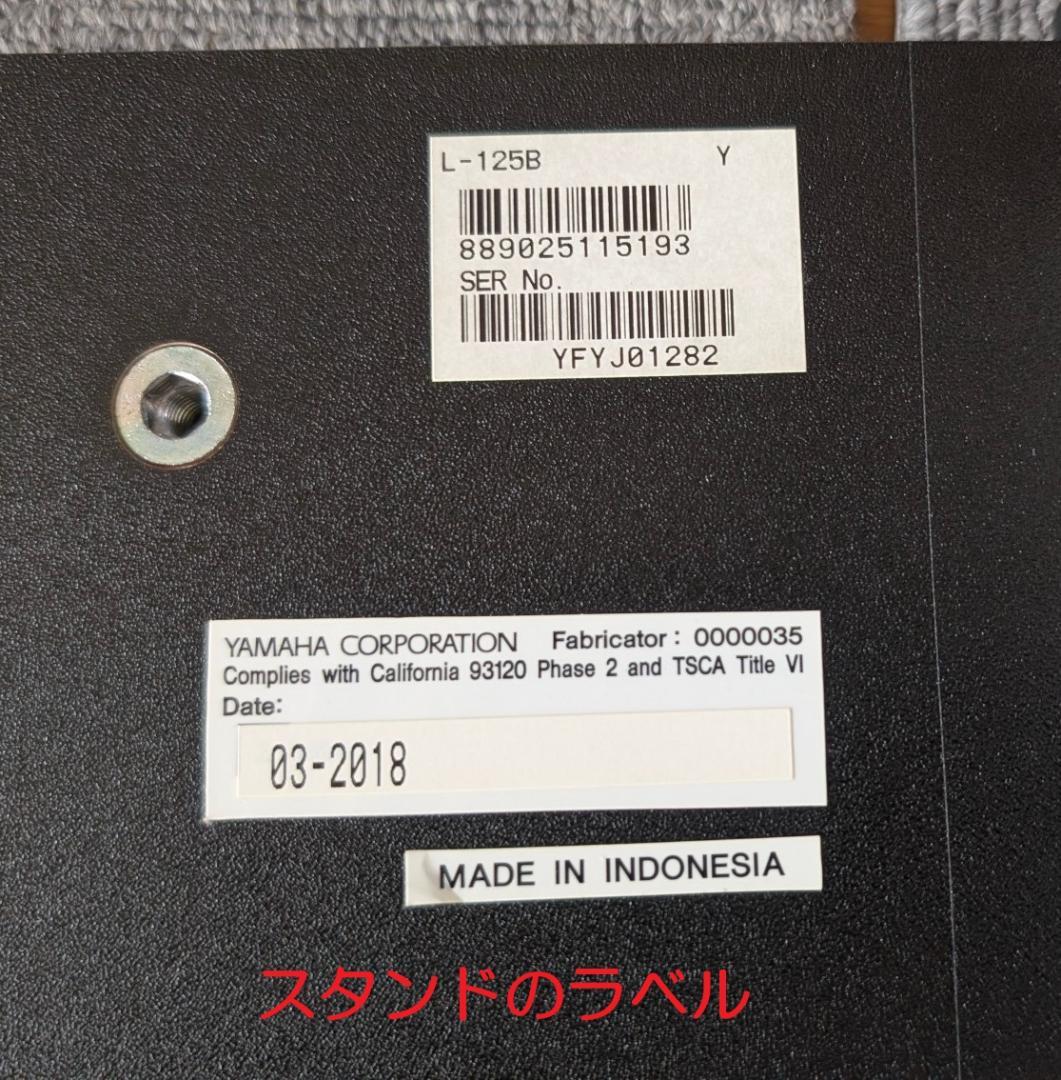 L-125B Y
889025115193
SER No.
YFYJ01282
YAMAHA CORPORATION Fabricator: 0000035
Complies with California 93120 Phase 2 and TSCA Title VI
Date:
03-2018
MADE IN INDONESIA
スタンドのラベル